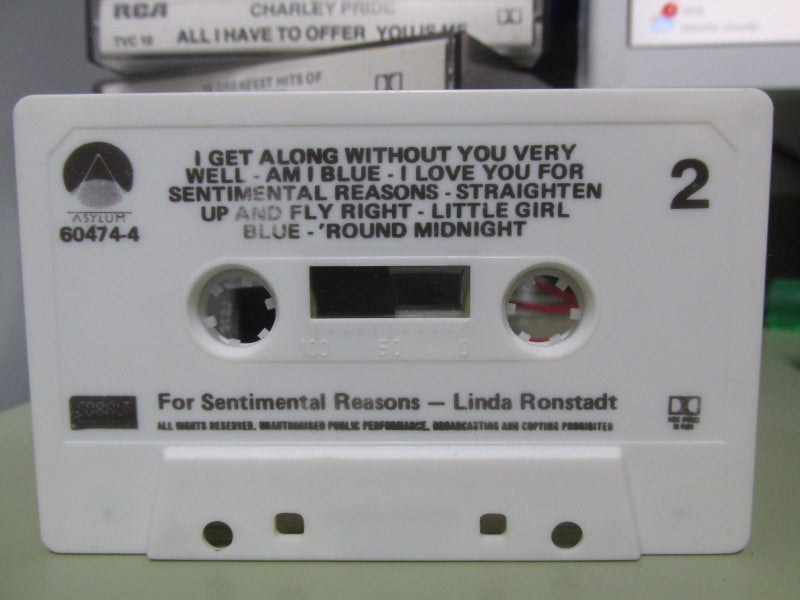 RCA
CHARLEY PRIDE
TVC 10 ALL I HAVE TO OFFER YOU IS ME
GREATEST HITS OF
I GET ALONG WITHOUT YOU VERY
WELL - AM I BLUE - I LOVE YOU FOR
SENTIMENTAL REASONS - STRAIGHTEN
UP AND FLY RIGHT - LITTLE GIRL
BLUE - 'ROUND MIDNIGHT
2
ASYLUM
60474-4
100 50 0
COBALT
For Sentimental Reasons — Linda Ronstadt
ALL RIGHTS RESERVED. UNAUTHORISED PUBLIC PERFORMANCE, BROADCASTING AND COPYING PROHIBITED